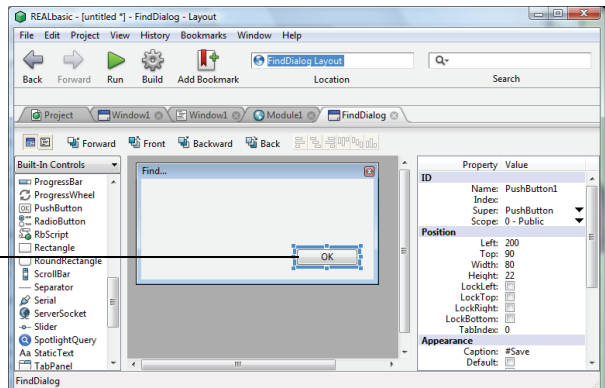 REALbasic - [untitled *] - FindDialog - Layout
File Edit Project View History Bookmarks Window Help
FindDialog Layout
Back Forward Run Build Add Bookmark Location Search
Project Window1 Window1 Module1 FindDialog
Forward Front Backward Back
Built-In Controls
ProgressBar
ProgressWheel
PushButton
RadioButton
RbScript
Rectangle
RoundRectangle
ScrollBar
Separator
Serial
ServerSocket
Slider
SpotlightQuery
Aa StaticText
TabPanel
Find...
OK
Property Value
ID
Name: PushButton1
Index:
Super: PushButton
Scope: 0 - Public
Position
Left: 200
Top: 90
Width: 80
Height: 22
LockLeft:
LockTop:
LockRight:
LockBottom:
TabIndex: 0
Appearance
Caption: #Save
Default:
FindDialog